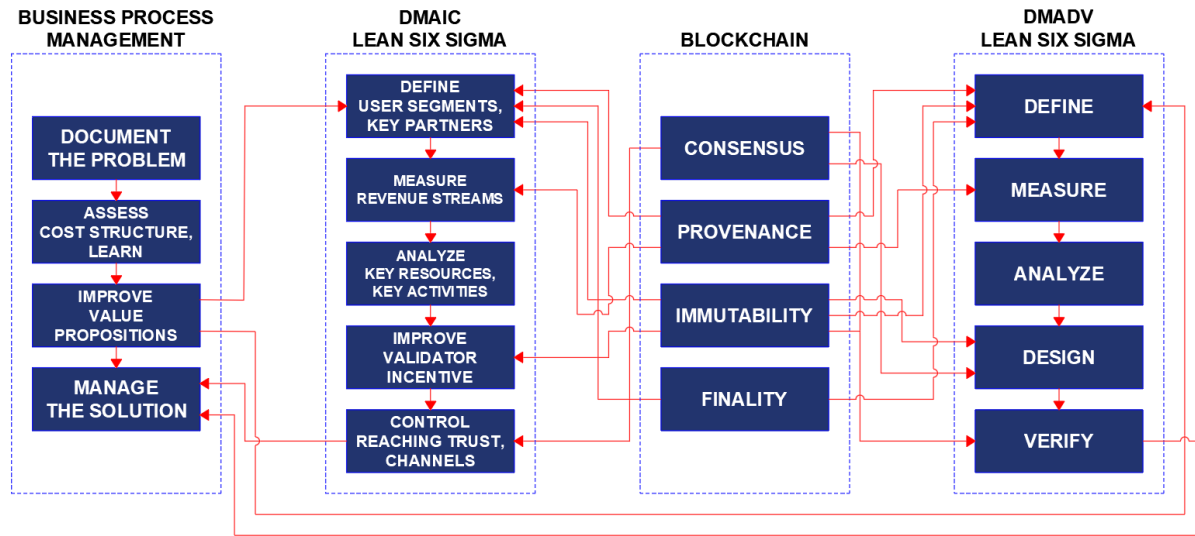 BUSINESS PROCESS
MANAGEMENT
DOCUMENT
THE PROBLEM
ASSESS
COST STRUCTURE,
LEARN
IMPROVE
VALUE
PROPOSITIONS
MANAGE
THE SOLUTION
DMAIC
LEAN SIX SIGMA
DEFINE
USER SEGMENTS,
KEY PARTNERS
MEASURE
REVENUE STREAMS
ANALYZE
KEY RESOURCES,
KEY ACTIVITIES
IMPROVE
VALIDATOR
INCENTIVE
CONTROL
REACHING TRUST,
CHANNELS
BLOCKCHAIN
CONSENSUS
PROVENANCE
IMMUTABILITY
FINALITY
DMADV
LEAN SIX SIGMA
DEFINE
MEASURE
ANALYZE
DESIGN
VERIFY